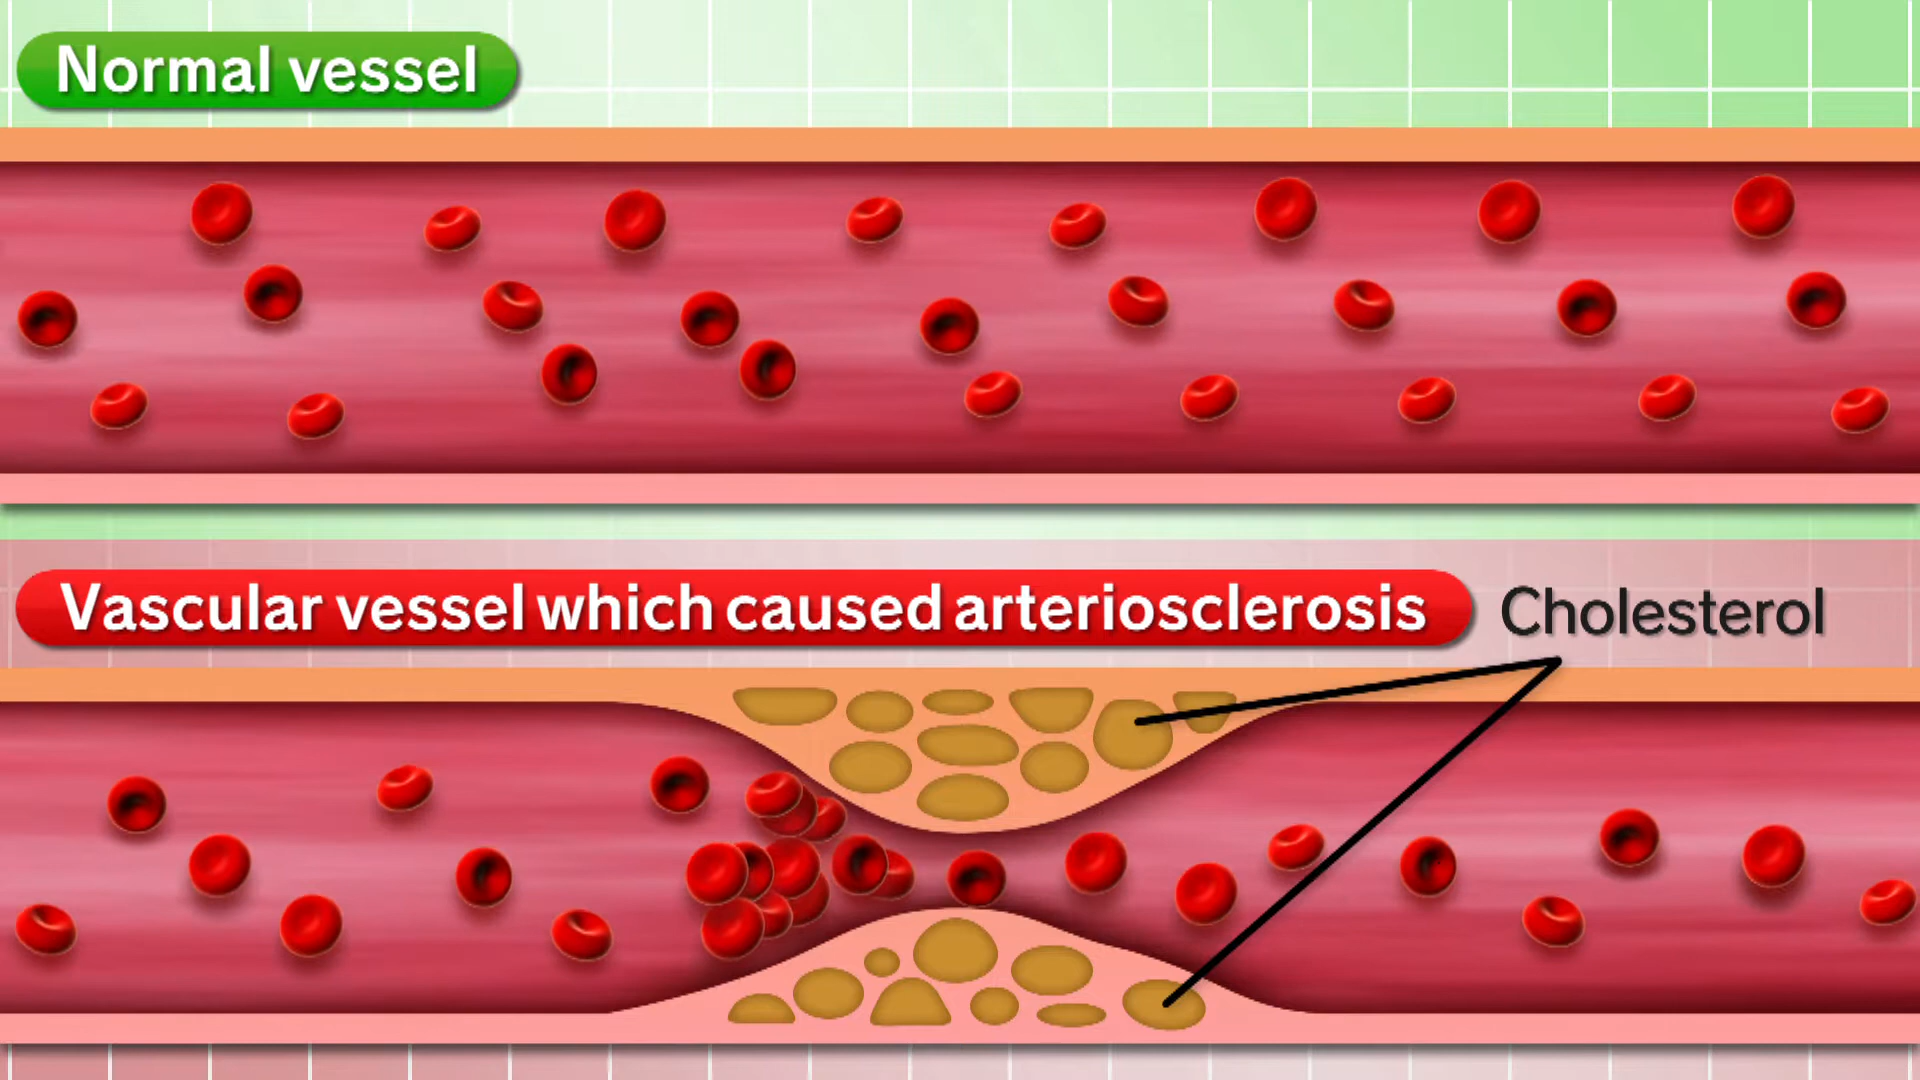 Normal vessel
Vascular vessel which caused arteriosclerosis
Cholesterol